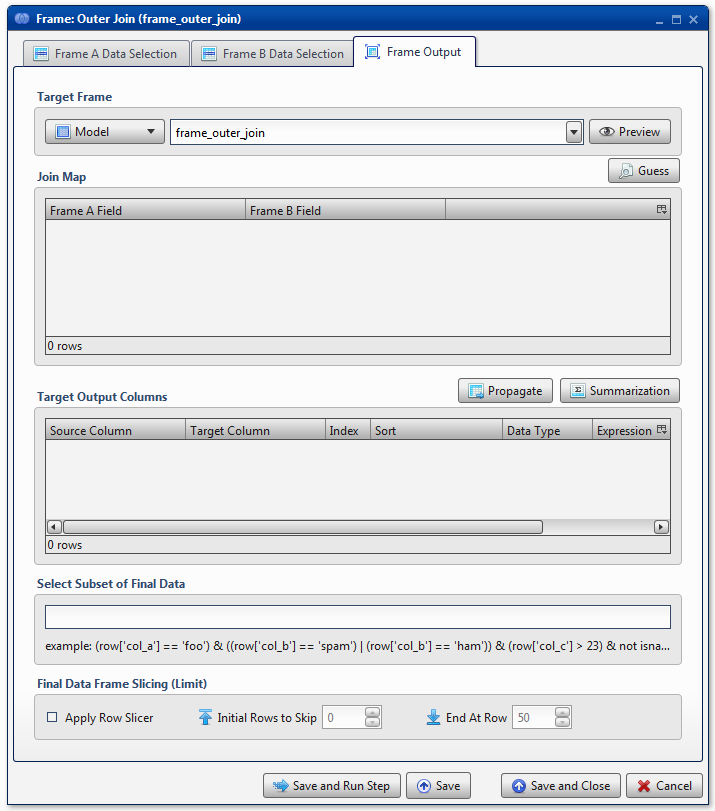 Frame: Outer Join (frame_outer_join)
Frame A Data Selection Frame B Data Selection Frame Output
Target Frame
Model frame_outer_join Preview
Guess
Join Map
Frame A Field Frame B Field
0 rows
Propagate Summarization
Target Output Columns
Source Column Target Column Index Sort Data Type Expression
0 rows
Select Subset of Final Data
example: (row['col_a'] == 'foo') & ((row['col_b'] == 'spam') | (row['col_b'] == 'ham')) & (row['col_c'] > 23) & not isna...
Final Data Frame Slicing (Limit)
Apply Row Slicer Initial Rows to Skip 0 End At Row 50
Save and Run Step Save Save and Close Cancel